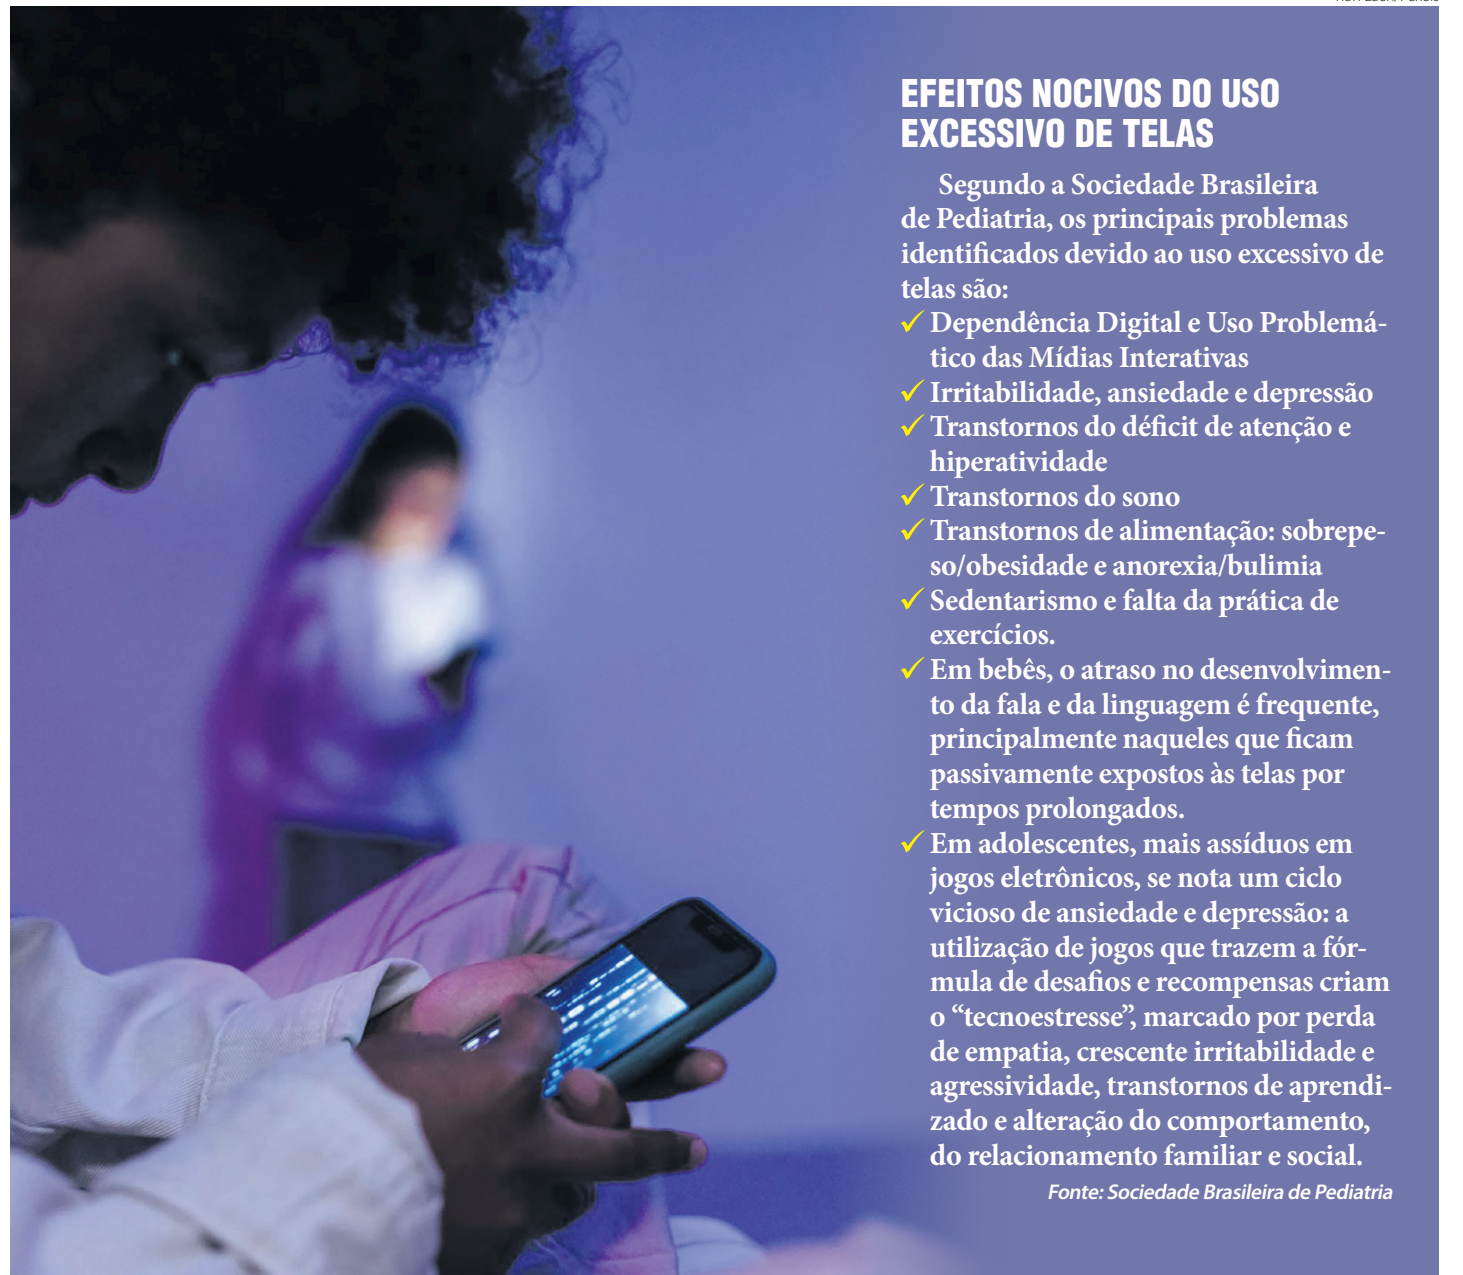 EFEITOS NOCIVOS DO USO
EXCESSIVO DE TELAS
Segundo a Sociedade Brasileira
de Pediatria, os principais problemas
identificados devido ao uso excessivo de
telas são:
✓ Dependência Digital e Uso Problemá-
tico das Mídias Interativas
✓ Irritabilidade, ansiedade e depressão
✓ Transtornos do déficit de atenção e
hiperatividade
✓ Transtornos do sono
✓ Transtornos de alimentação: sobrepe-
so/obesidade e anorexia/bulimia
✓ Sedentarismo e falta da prática de
exercícios.
✓ Em bebês, o atraso no desenvolvimen-
to da fala e da linguagem é frequente,
principalmente naqueles que ficam
passivamente expostos às telas por
tempos prolongados.
✓ Em adolescentes, mais assíduos em
jogos eletrônicos, se nota um ciclo
vicioso de ansiedade e depressão: a
utilização de jogos que trazem a fór-
mula de desafios e recompensas criam
o “tecnoestresse”, marcado por perda
de empatia, crescente irritabilidade e
agressividade, transtornos de aprendi-
zado e alteração do comportamento,
do relacionamento familiar e social.
Fonte: Sociedade Brasileira de Pediatria